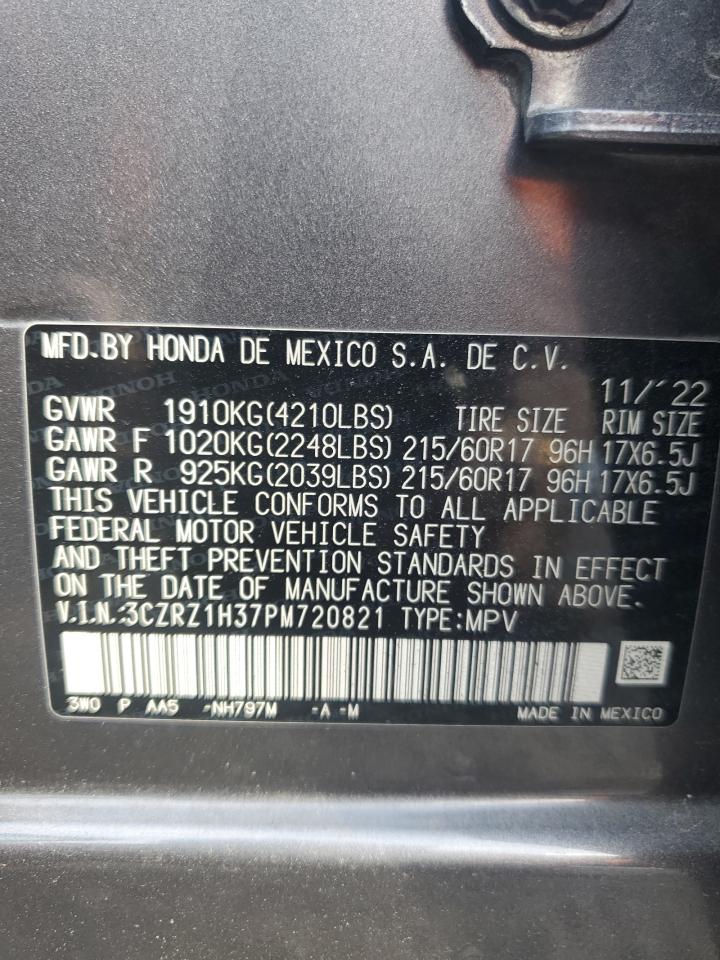 MFD.BY HONDA DE MEXICO S.A. DE C.V.
11/'22
GVWR 1910KG(4210LBS) TIRE SIZE RIM SIZE
GAWR F 1020KG(2248LBS) 215/60R17 96H 17X6.5J
GAWR R 925KG(2039LBS) 215/60R17 96H 17X6.5J
THIS VEHICLE CONFORMS TO ALL APPLICABLE
FEDERAL MOTOR VEHICLE SAFETY
AND THEFT PREVENTION STANDARDS IN EFFECT
ON THE DATE OF MANUFACTURE SHOWN ABOVE.
V.I.N.:3CZRZ1H37PM720821 TYPE:MPV
3W0 P AA5 -NH797M -A -M MADE IN MEXICO